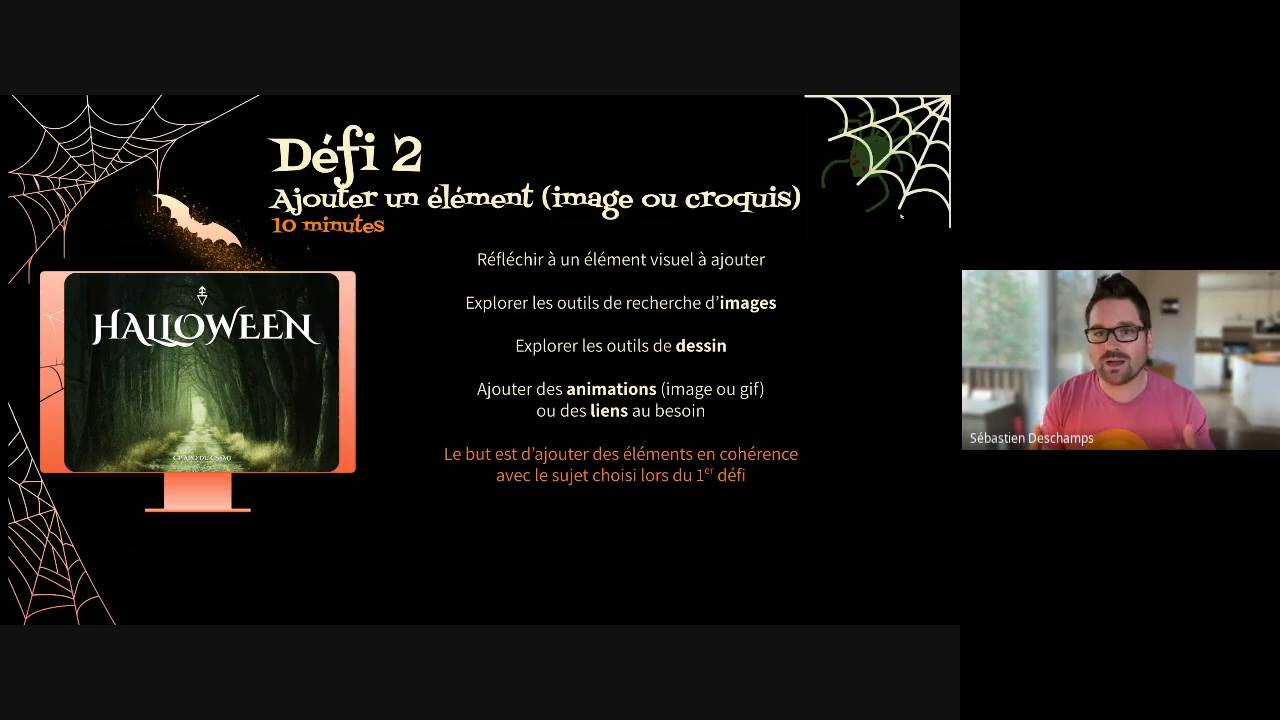 Défi 2
Ajouter un élément (image ou croquis)
10 minutes
Réfléchir à un élément visuel à ajouter
Explorer les outils de recherche d'images
Explorer les outils de dessin
Ajouter des animations (image ou gif)
ou des liens au besoin
Le but est d'ajouter des éléments en cohérence
avec le sujet choisi lors du 1er défi
HALLOWEEN
Sébastien Deschamps